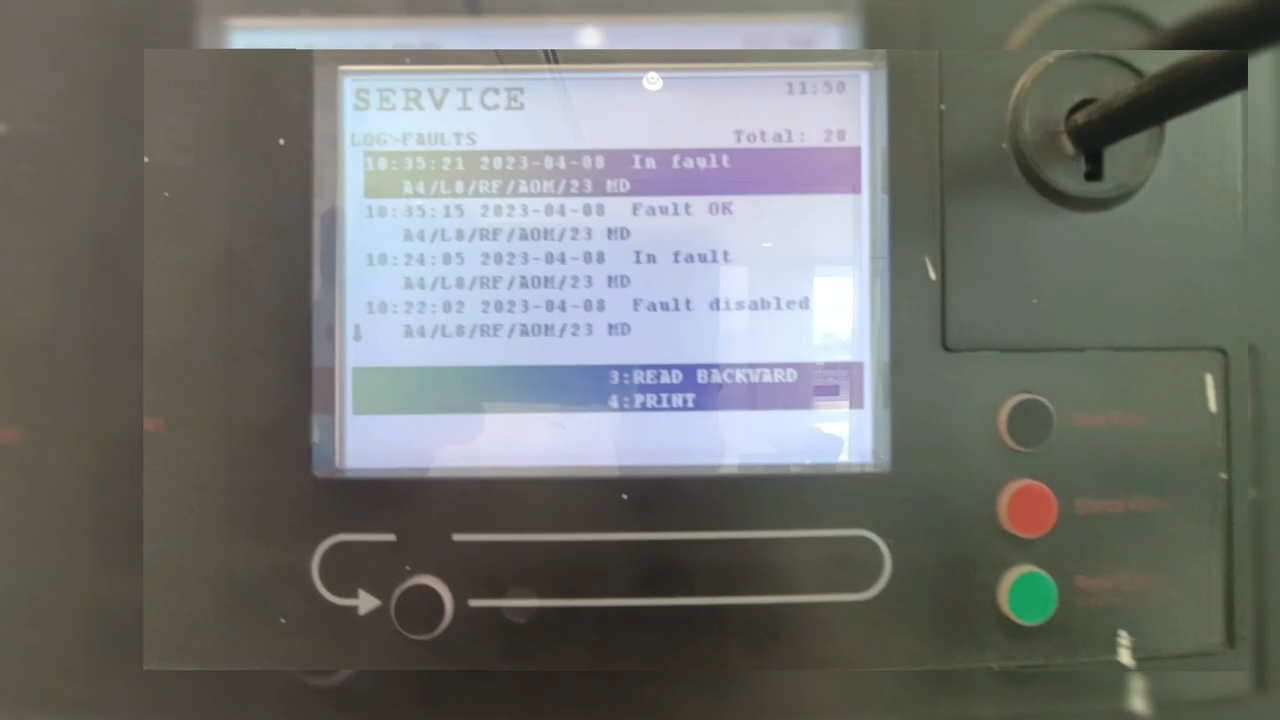 SERVICE
11:50
LOG>FAULTS
Total: 20
10:35:21 2023-04-08 In fault
A4/L8/RF/AOM/23 MD
10:35:15 2023-04-08 Fault OK
A4/L8/RF/AOM/23 MD
10:24:05 2023-04-08 In fault
A4/L8/RF/AOM/23 MD
10:22:02 2023-04-08 Fault disabled
↓ A4/L8/RF/AOM/23 MD
3:READ BACKWARD
4:PRINT